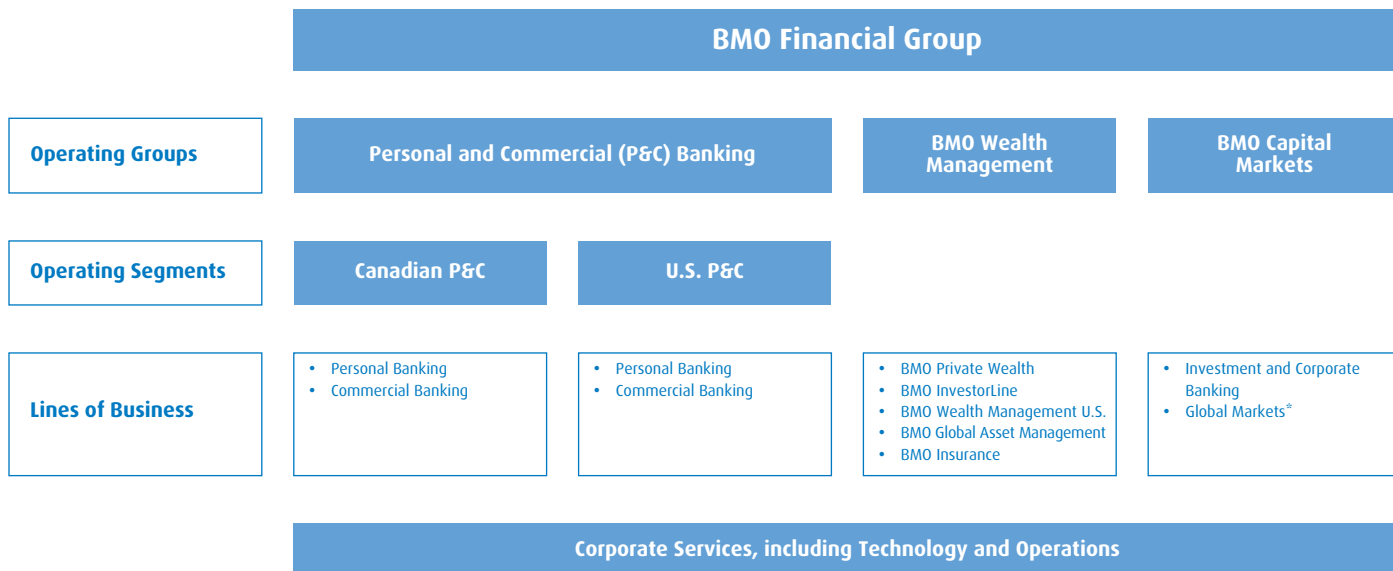 BMO Financial Group
Operating Groups
Personal and Commercial (P&C) Banking
BMO Wealth
Management
BMO Capital
Markets
Operating Segments
Canadian P&C
U.S. P&C
Lines of Business
• Personal Banking
• Commercial Banking
• Personal Banking
• Commercial Banking
• BMO Private Wealth
• BMO InvestorLine
• BMO Wealth Management U.S.
• BMO Global Asset Management
• BMO Insurance
• Investment and Corporate
Banking
• Global Markets*
Corporate Services, including Technology and Operations